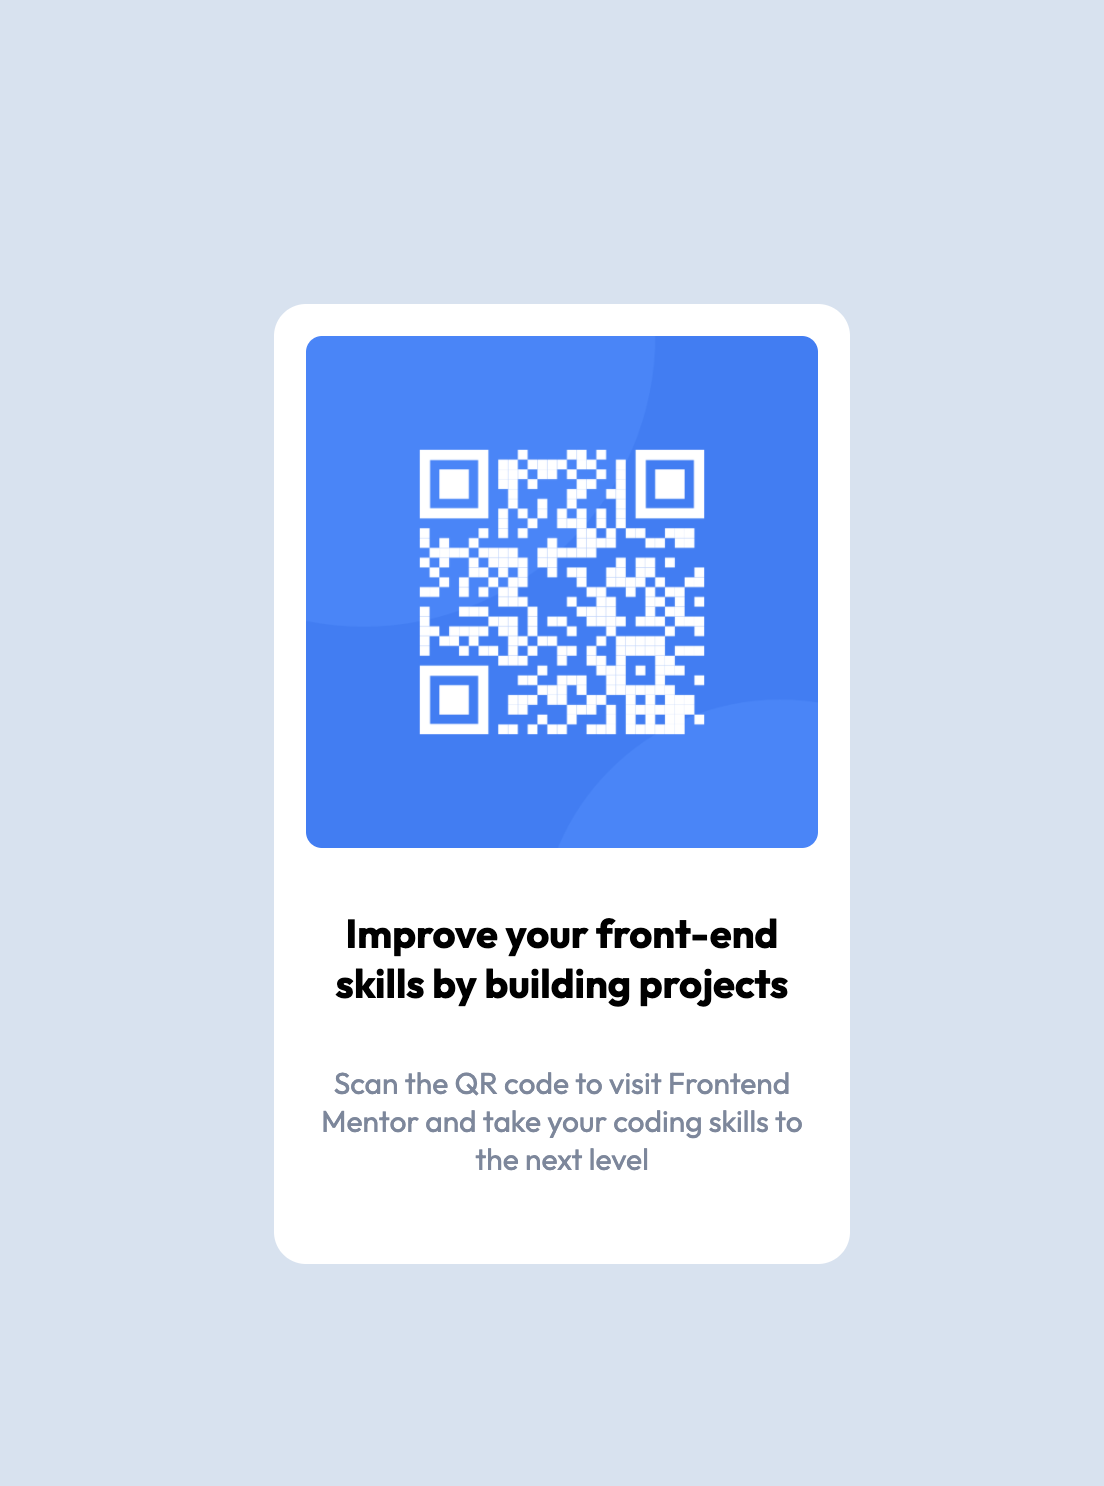 Improve your front-end
skills by building projects
Scan the QR code to visit Frontend
Mentor and take your coding skills to
the next level